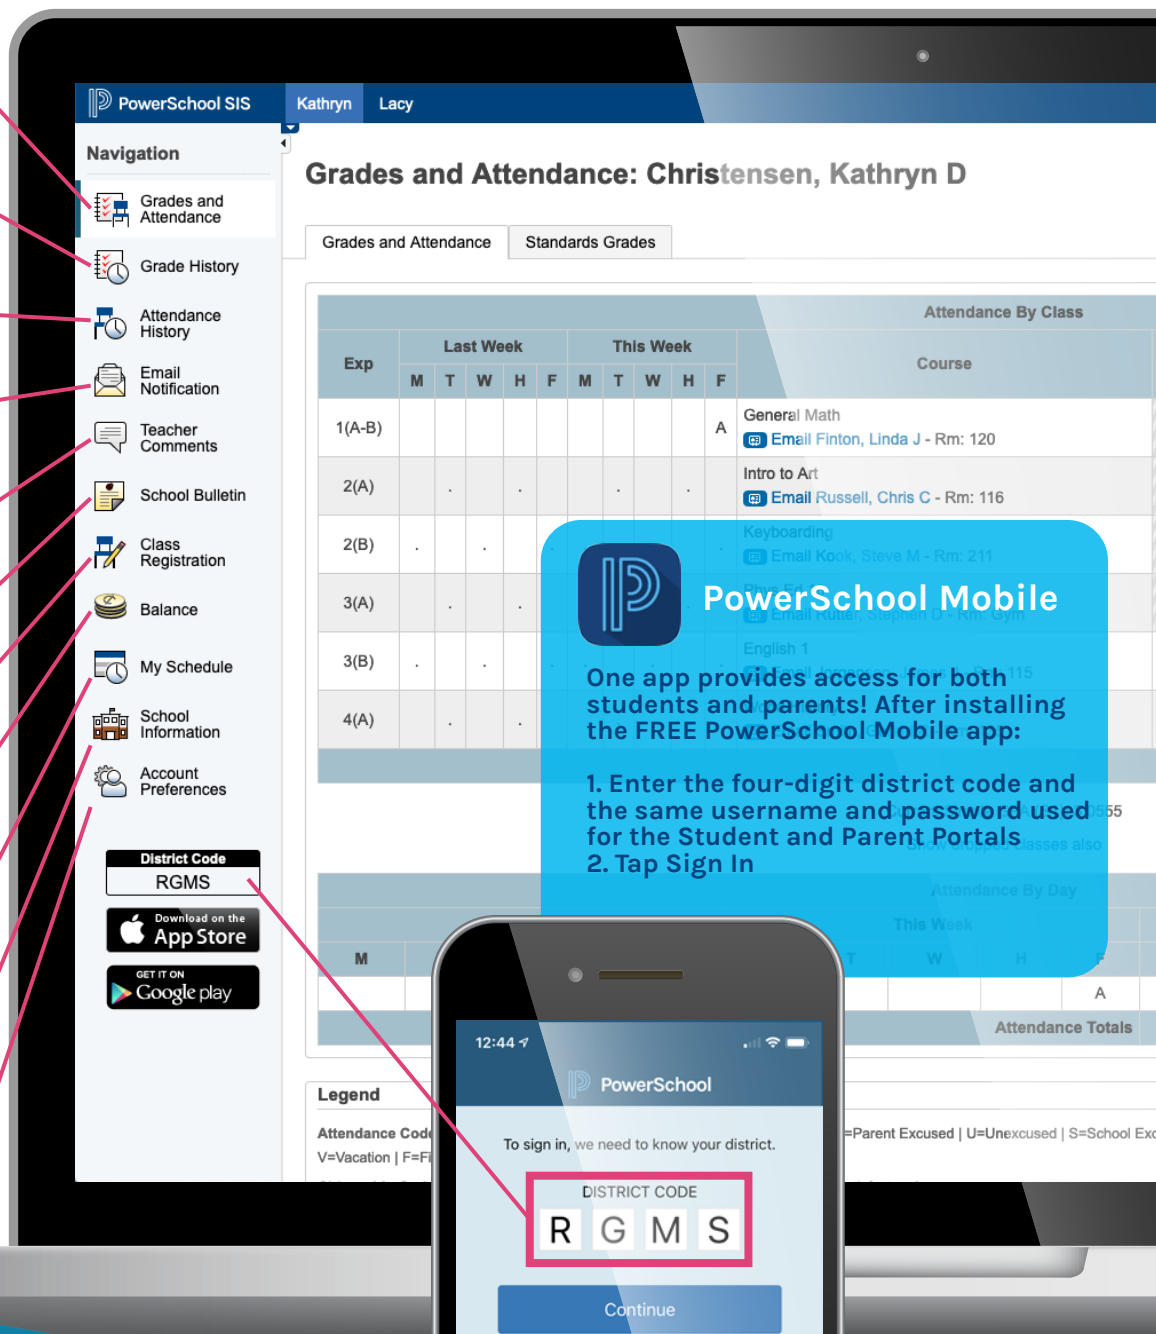 PowerSchool SIS
Kathryn Lacy
Navigation
Grades and
Attendance
Grade History
Attendance
History
Email
Notification
Teacher
Comments
School Bulletin
Class
Registration
Balance
My Schedule
School
Information
Account
Preferences
District Code
RGMS
Download on the
App Store
GET IT ON
Google play
Grades and Attendance: Christensen, Kathryn D
Grades and Attendance Standards Grades
Attendance By Class
Exp Last Week This Week Course
M T W H F M T W H F
1(A-B) A General Math
Email Finton, Linda J - Rm: 120
2(A) . . . . Intro to Art
Email Russell, Chris C - Rm: 116
2(B) . . . Keyboarding
Email Kook, Steve M - Rm: 211
3(A) . . .
Email Rutter, Stephen D - Rm: Gym
3(B) . . English 1
115
4(A) . .
PowerSchool Mobile
One app provides access for both
students and parents! After installing
the FREE PowerSchool Mobile app:
1. Enter the four-digit district code and
the same username and password used
for the Student and Parent Portals
2. Tap Sign In
classes also
Attendance By Day
This Week
M T W H F
A
Attendance Totals
Legend
Attendance Code =Parent Excused | U=Unexcused | S=School Exc
V=Vacation | F=Fi
12:44
PowerSchool
To sign in, we need to know your district.
DISTRICT CODE
R G M S
Continue